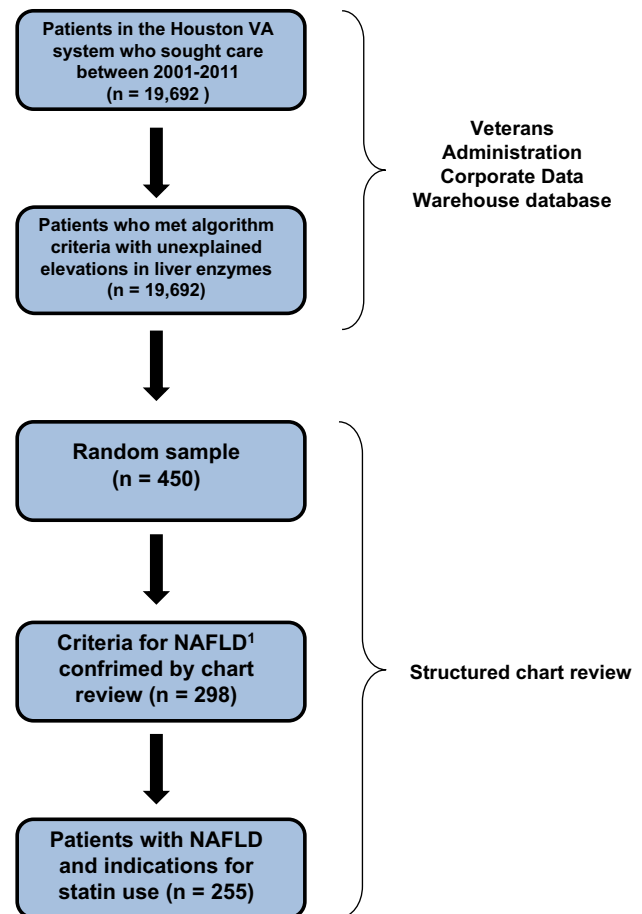 Patients in the Houston VA
system who sought care
between 2001-2011
(n = 19,692 )
Veterans
Administration
Corporate Data
Warehouse database
Patients who met algorithm
criteria with unexplained
elevations in liver enzymes
(n = 19,692)
Random sample
(n = 450)
Criteria for NAFLD¹
confrimed by chart
review (n = 298)
Structured chart review
Patients with NAFLD
and indications for
statin use (n = 255)